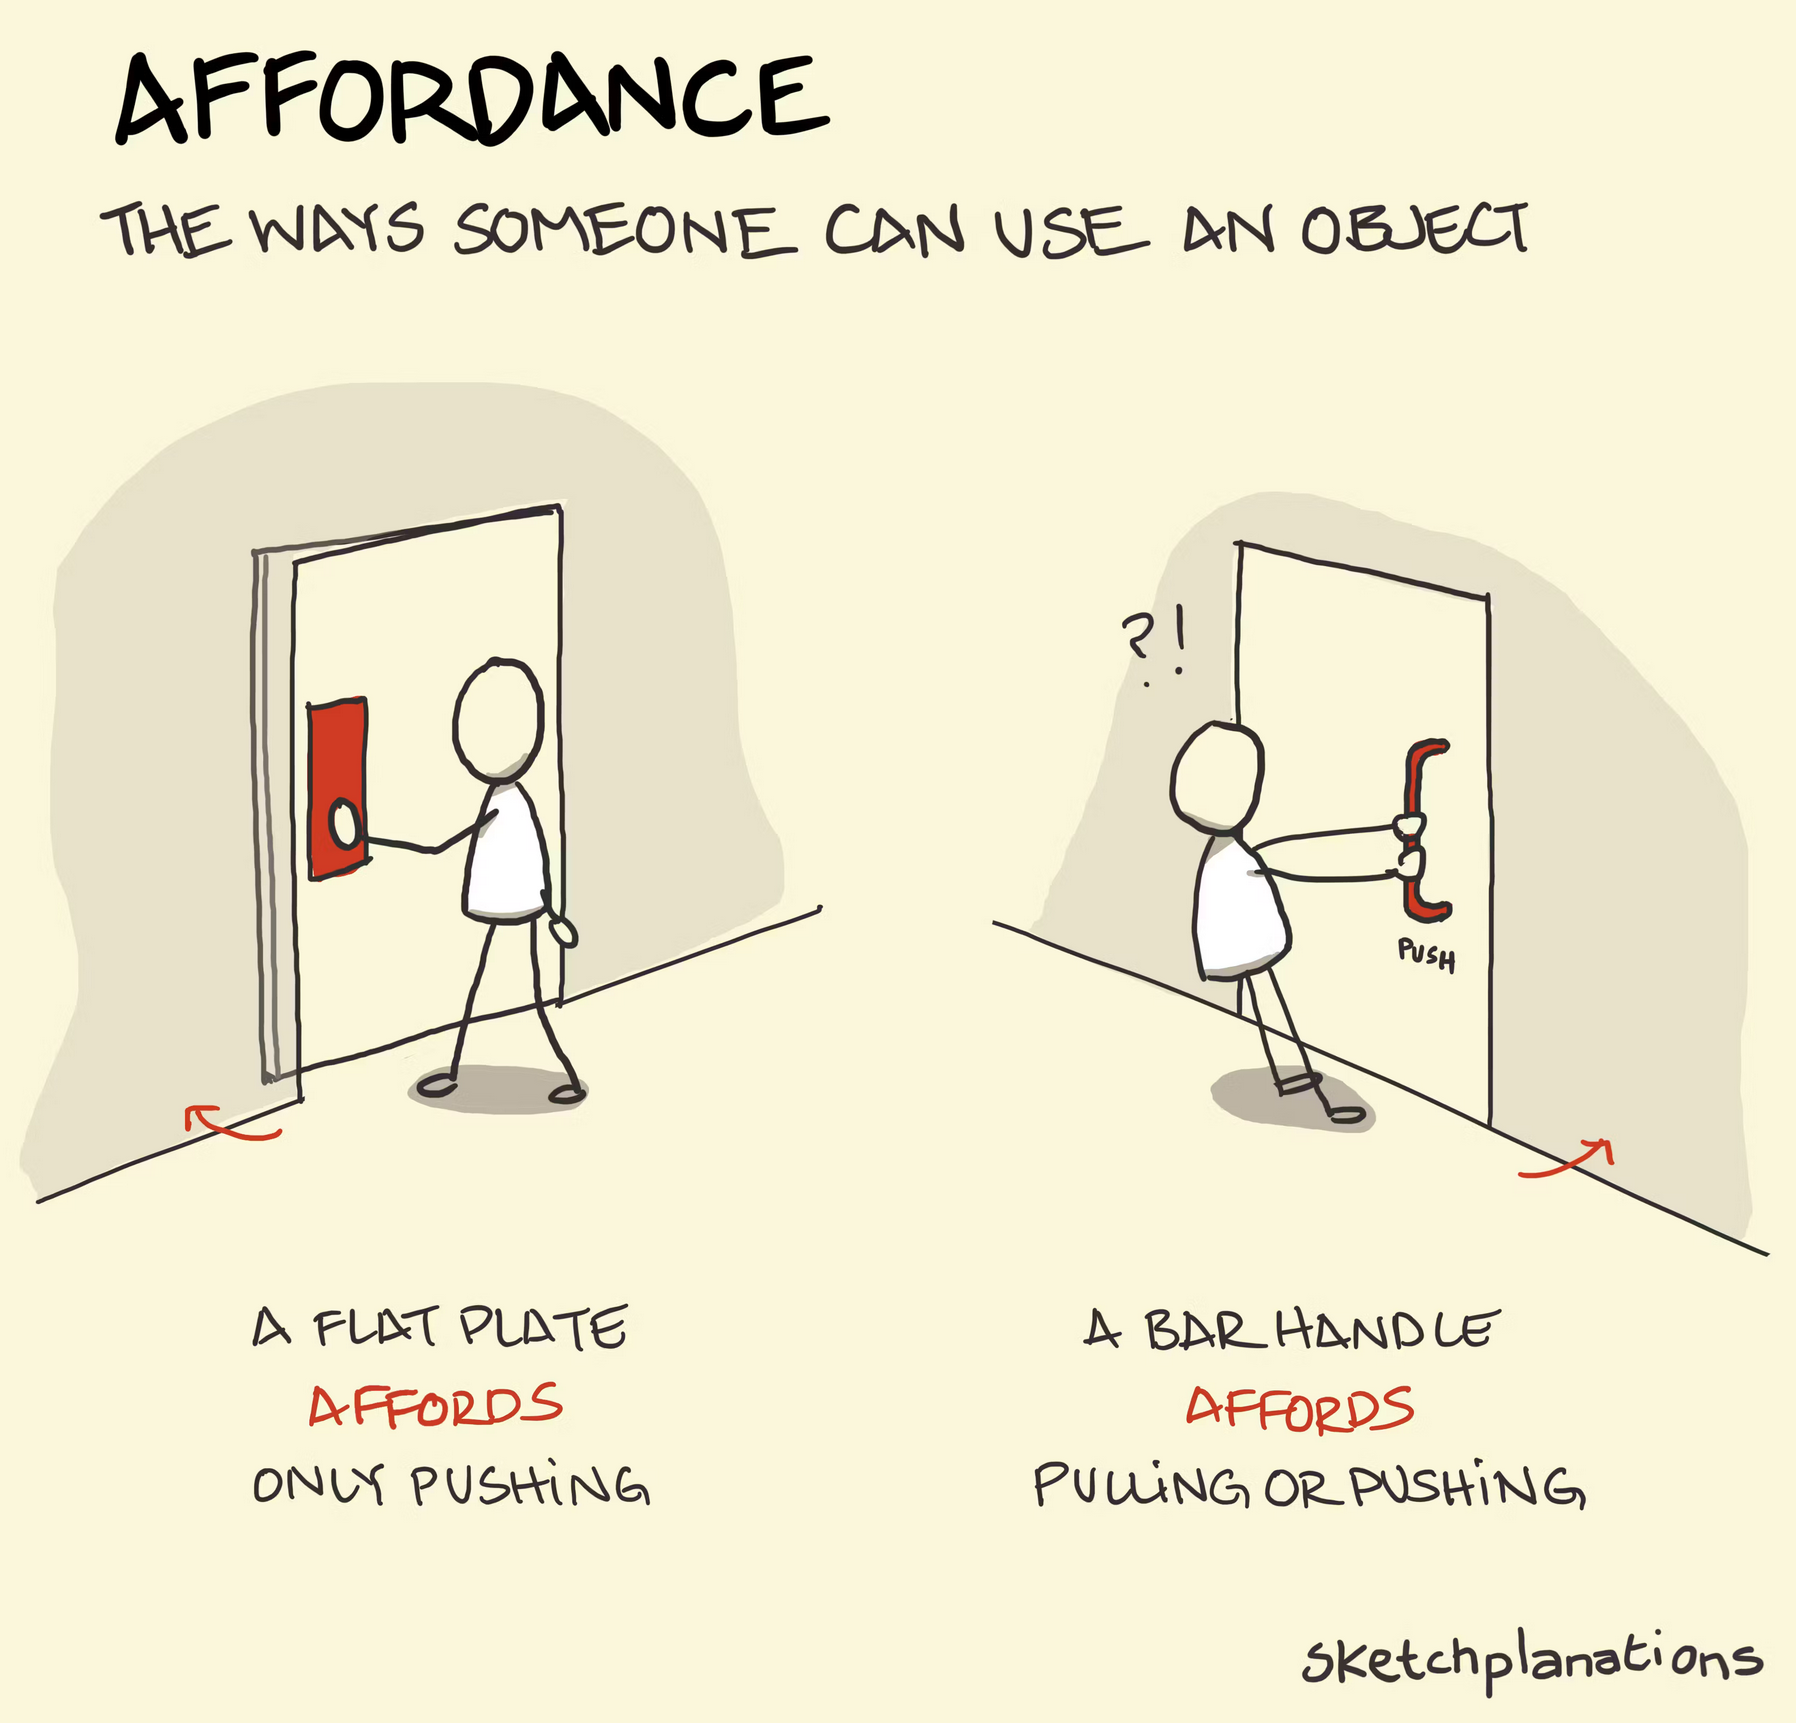 AFFORDANCE
THE WAYS SOMEONE CAN USE AN OBJECT
?!
PUSH
A FLAT PLATE
AFFORDS
ONLY PUSHING
A BAR HANDLE
AFFORDS
PULLING OR PUSHING
sketchplanations